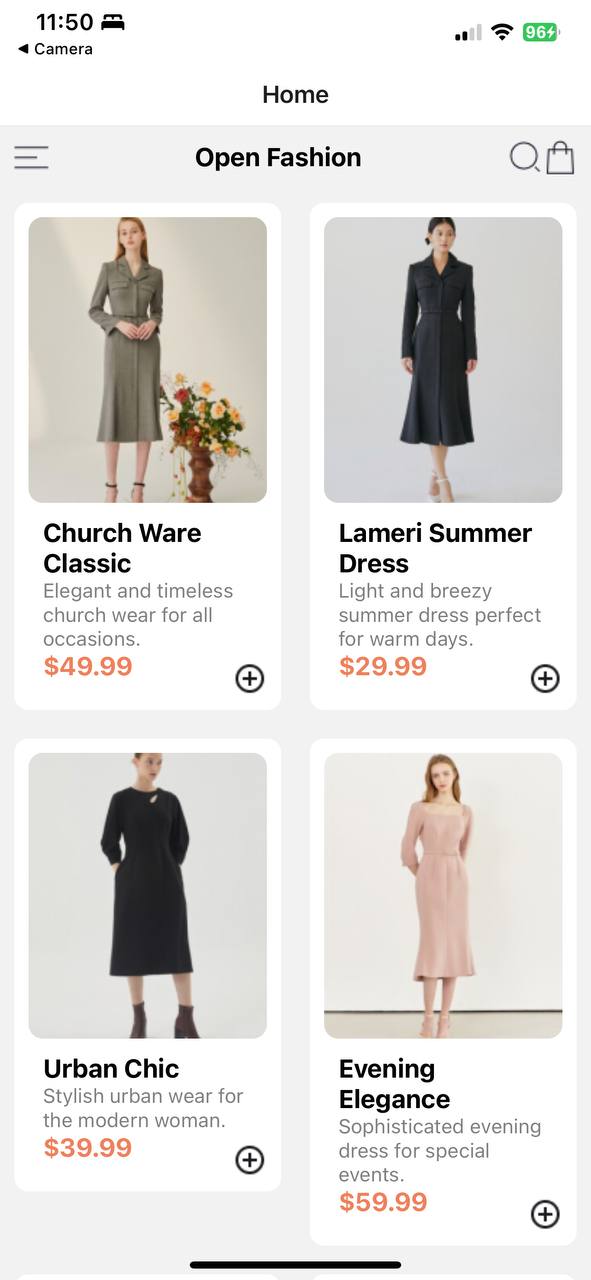 11:50
◀ Camera
96
Home
Open Fashion
Church Ware
Classic
Elegant and timeless
church wear for all
occasions.
$49.99
Lameri Summer
Dress
Light and breezy
summer dress perfect
for warm days.
$29.99
Urban Chic
Stylish urban wear for
the modern woman.
$39.99
Evening
Elegance
Sophisticated evening
dress for special
events.
$59.99